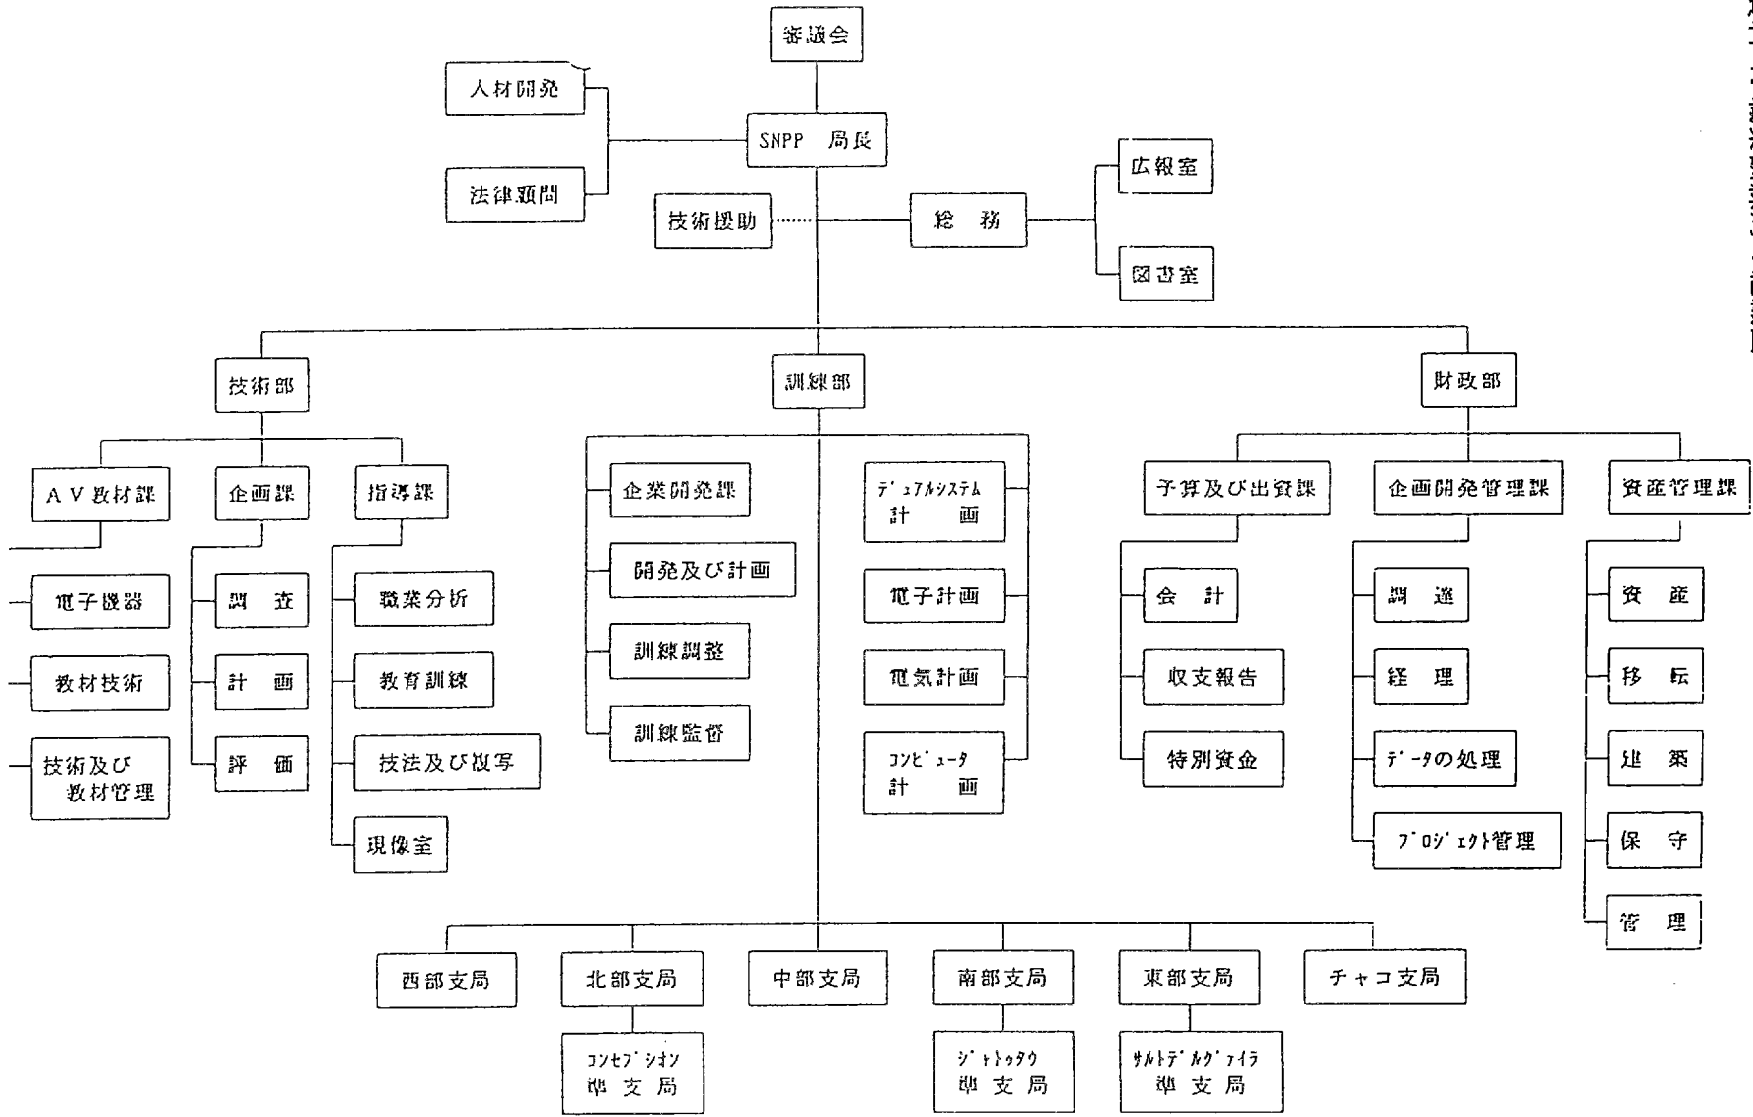 審議会
人材開発
SNPP 局長
法律顧問
広報室
技術援助
総 務
図書室
技術部
訓練部
財政部
AV教材課
企画課
指導課
企業開発課
デュアルシステム
計 画
予算及び出資課
企画開発管理課
資産管理課
電子機器
調 査
職業分析
開発及び計画
電子計画
会 計
調 達
資 産
教材技術
計 画
教育訓練
訓練調整
電気計画
収支報告
経 理
移 転
技術及び
教材管理
評 価
技法及び複写
訓練監督
コンピュータ
計 画
特別資金
データの処理
建 築
現像室
プロジェクト管理
保 守
管 理
西部支局
北部支局
中部支局
南部支局
東部支局
チャコ支局
コンセプシオン
準支局
準支局
サルトデルグァイラ
準支局